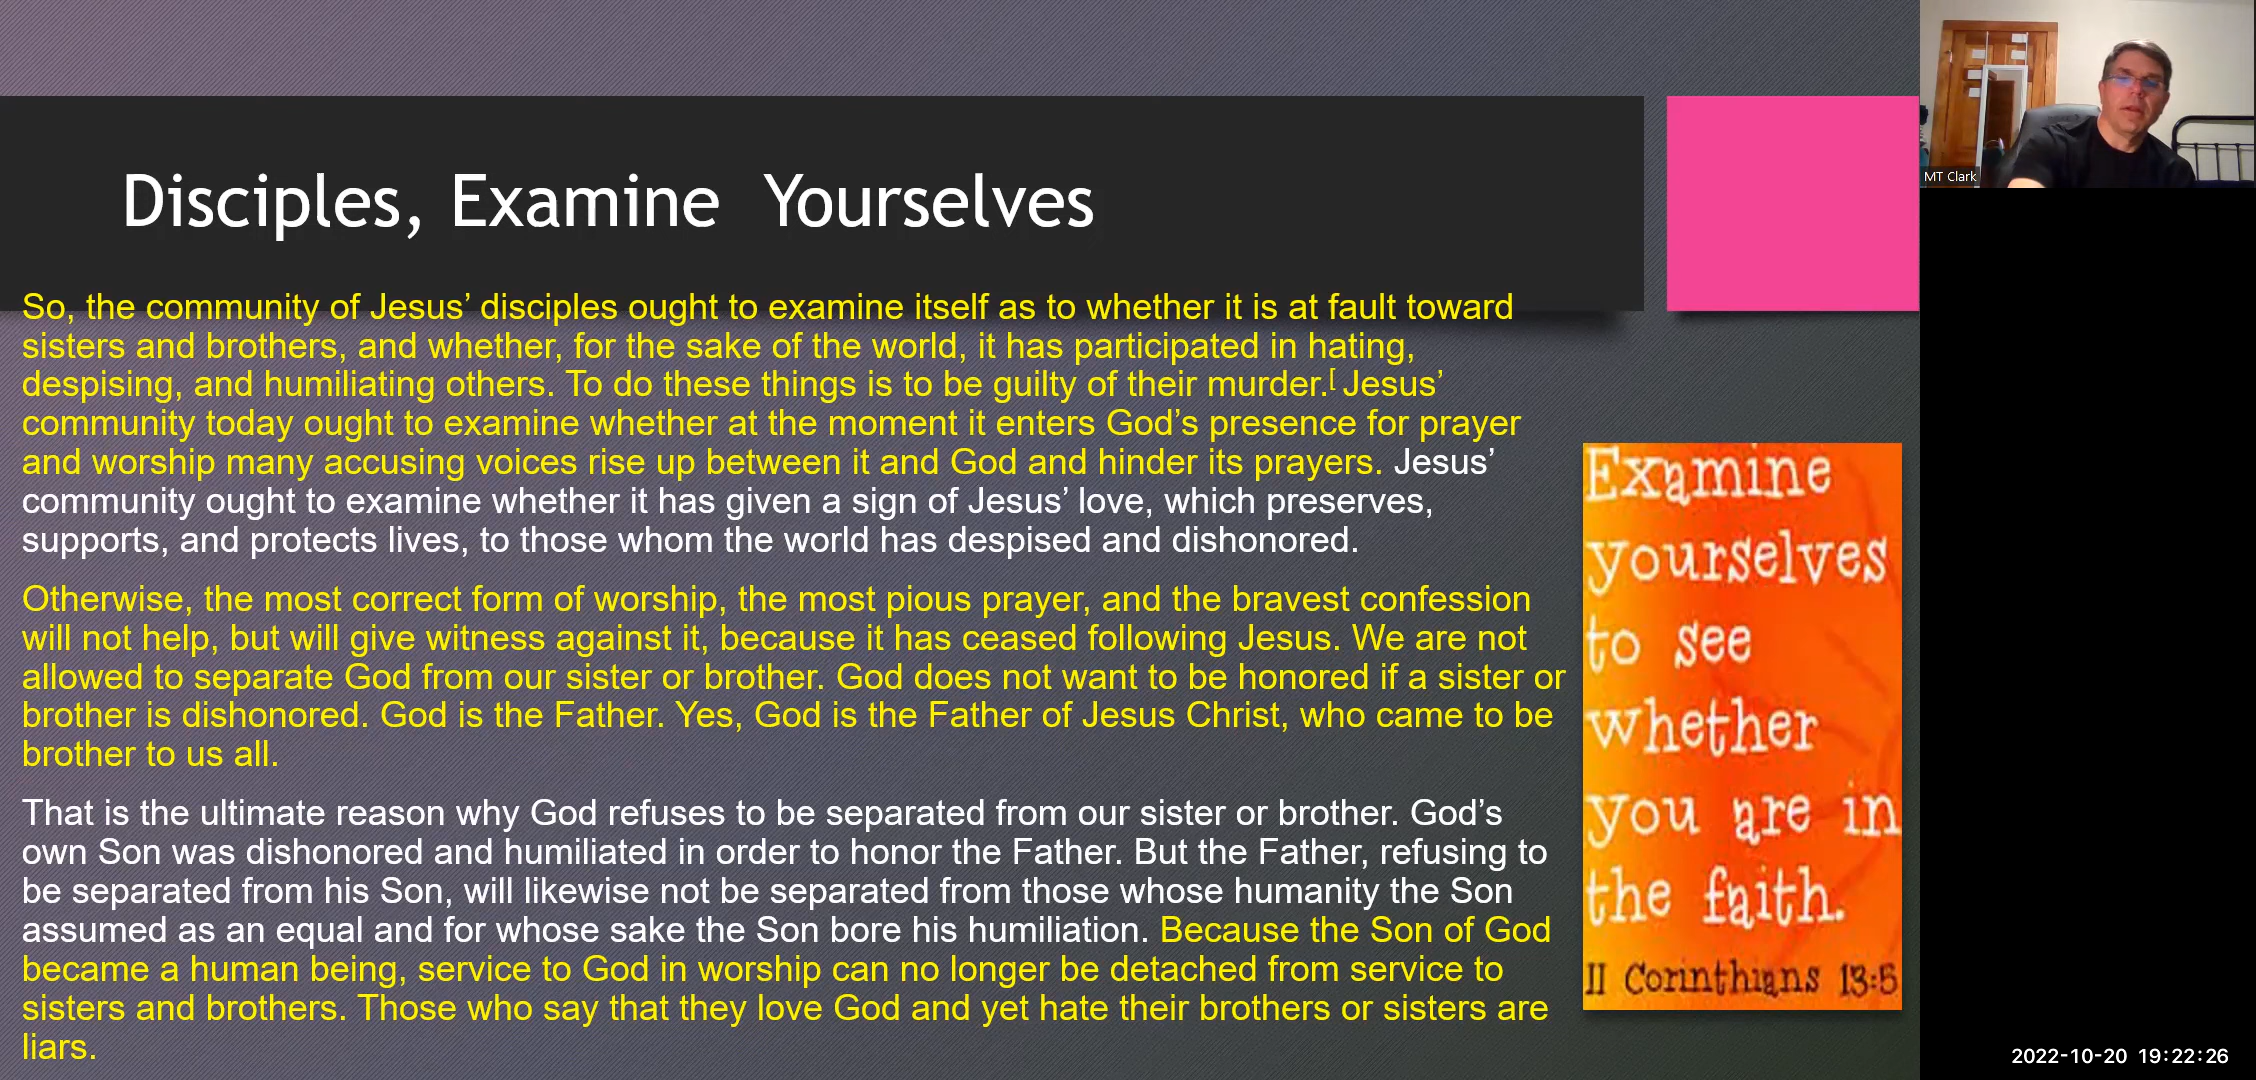 Disciples, Examine Yourselves
So, the community of Jesus’ disciples ought to examine itself as to whether it is at fault toward
sisters and brothers, and whether, for the sake of the world, it has participated in hating,
despising, and humiliating others. To do these things is to be guilty of their murder.[ Jesus’
community today ought to examine whether at the moment it enters God’s presence for prayer
and worship many accusing voices rise up between it and God and hinder its prayers. Jesus’
community ought to examine whether it has given a sign of Jesus’ love, which preserves,
supports, and protects lives, to those whom the world has despised and dishonored.
Otherwise, the most correct form of worship, the most pious prayer, and the bravest confession
will not help, but will give witness against it, because it has ceased following Jesus. We are not
allowed to separate God from our sister or brother. God does not want to be honored if a sister or
brother is dishonored. God is the Father. Yes, God is the Father of Jesus Christ, who came to be
brother to us all.
That is the ultimate reason why God refuses to be separated from our sister or brother. God’s
own Son was dishonored and humiliated in order to honor the Father. But the Father, refusing to
be separated from his Son, will likewise not be separated from those whose humanity the Son
assumed as an equal and for whose sake the Son bore his humiliation. Because the Son of God
became a human being, service to God in worship can no longer be detached from service to
sisters and brothers. Those who say that they love God and yet hate their brothers or sisters are
liars.
Examine
yourselves
to see
whether
you are in
the faith.
II Corinthians 13:5
MT Clark
2022-10-20 19:22:26